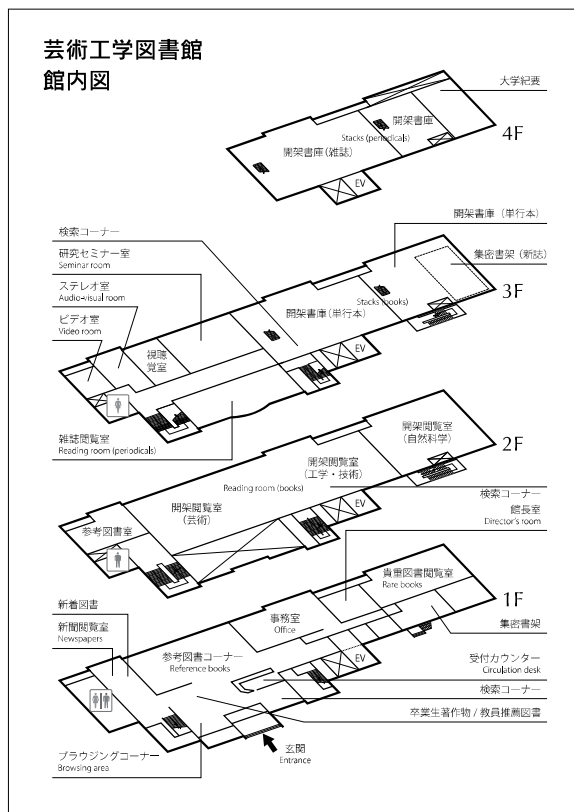 芸術工学図書館
館内図
大学紀要
開架書庫
Stacks (periodicals)
開架書庫(雑誌)
EV
4F
開架書庫(単行本)
集密書架(新誌)
3F
検索コーナー
研究セミナー室
Seminar room
ステレオ室
Audio-visual room
ビデオ室
Video room
視聴
覚室
開架書庫(単行本)
Stacks (books)
EV
雑誌閲覧室
Reading room (periodicals)
開架閲覧室
(自然科学)
2F
開架閲覧室
(工学・技術)
Reading room (books)
開架閲覧室
(芸術)
参考図書室
EV
検索コーナー
館長室
Director's room
貴重図書閲覧室
Rare books
1F
新着図書
新聞閲覧室
Newspapers
事務室
Office
参考図書コーナー
Reference books
集密書架
EV
受付カウンター
Circulation desk
検索コーナー
卒業生著作物 / 教員推薦図書
ブラウジングコーナー
Browsing area
玄関
Entrance